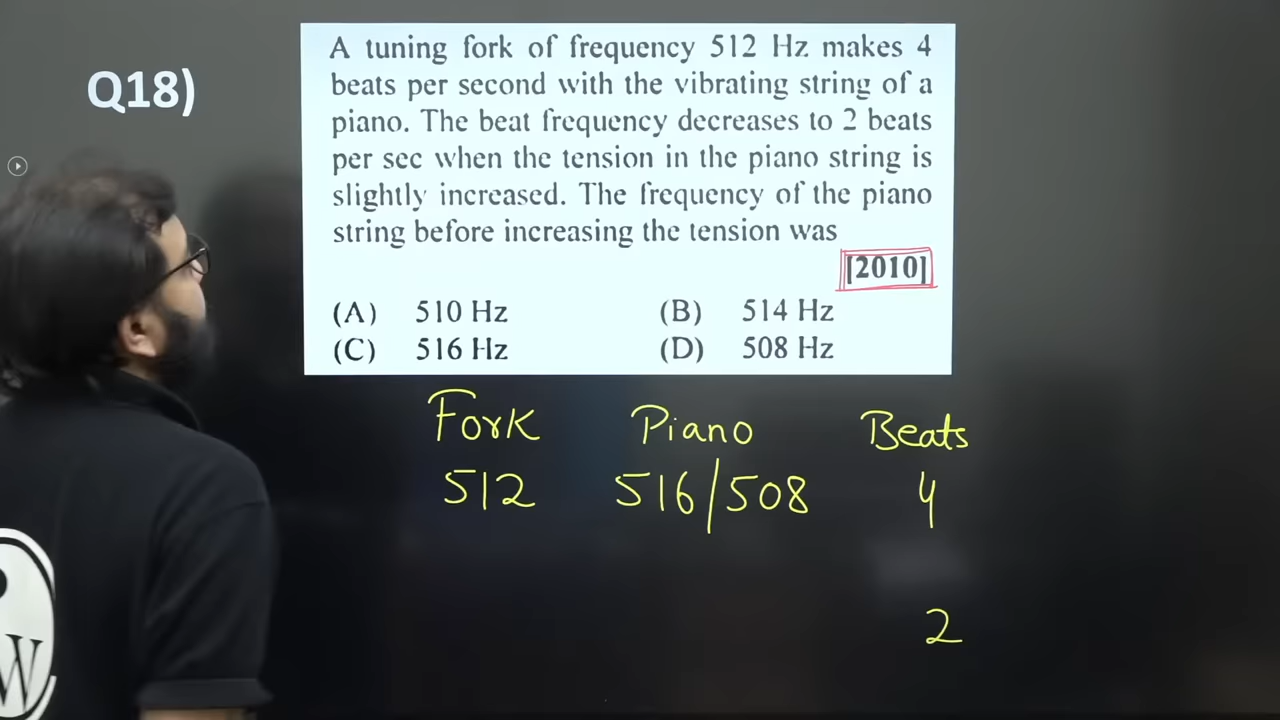 Q18)
A tuning fork of frequency 512 Hz makes 4
beats per second with the vibrating string of a
piano. The beat frequency decreases to 2 beats
per sec when the tension in the piano string is
slightly increased. The frequency of the piano
string before increasing the tension was
[2010]
(A) 510 Hz (B) 514 Hz
(C) 516 Hz (D) 508 Hz
Fork Piano Beats
512 516/508 4
2
W